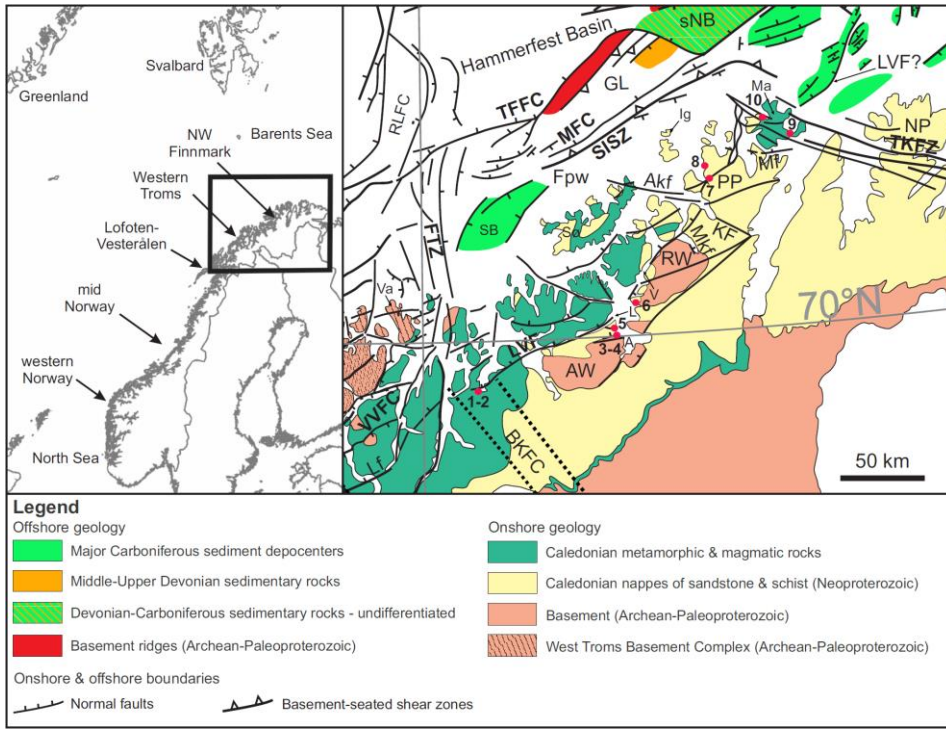 Greenland
Svalbard
Barents Sea
NW
Finnmark
Western
Troms
Lofoten-
Vesterålen
mid
Norway
western
Norway
North Sea
Hammerfest Basin
sNB
GL
LVF?
RLFC
TFFC
MFC
SISZ
Ig
10
Ma
9
NP
TKFZ
Mf
8
7
PP
Fpw
Akf
SB
Sø
FTZ
KF
MKf
RW
70°N
Va
6
5
3-4
A
AW
LVf
1-2
VVFC
Lf
BKFC
50 km
Legend
Offshore geology
Major Carboniferous sediment depocenters
Middle-Upper Devonian sedimentary rocks
Devonian-Carboniferous sedimentary rocks - undifferentiated
Basement ridges (Archean-Paleoproterozoic)
Onshore geology
Caledonian metamorphic & magmatic rocks
Caledonian nappes of sandstone & schist (Neoproterozoic)
Basement (Archean-Paleoproterozoic)
West Troms Basement Complex (Archean-Paleoproterozoic)
Onshore & offshore boundaries
Normal faults
Basement-seated shear zones